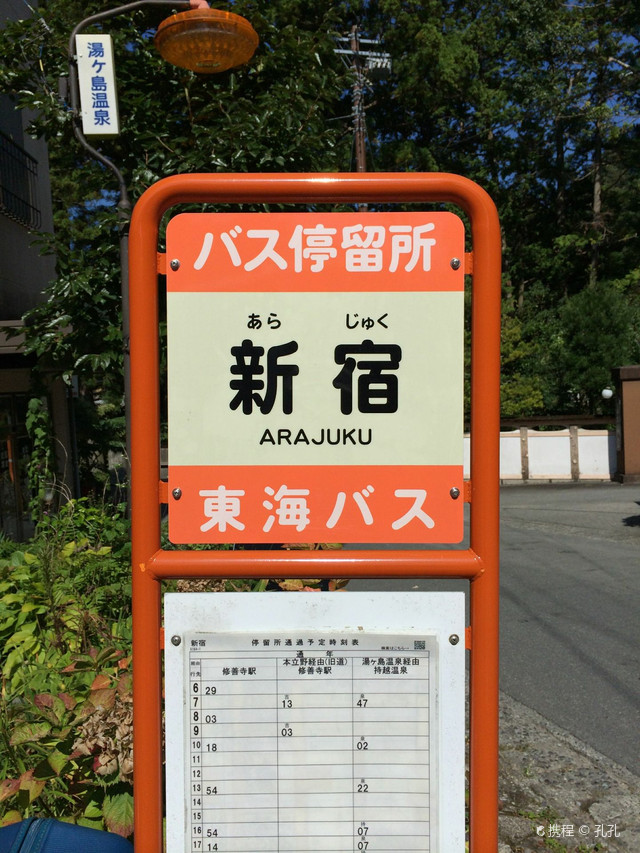 湯ヶ島温泉
バス停留所
あら じゅく
新宿
ARAJUKU
東海バス
新宿 停留所通過予定時刻表
通年
修善寺駅 本立野経由(旧道) 修善寺駅 湯ヶ島温泉経由 持越温泉
6 29
7 13 47
8 03
9 03
10 18 02
11
12
13 54 22
14
15
16 54 07
17 14 07
携程 © 孔孔